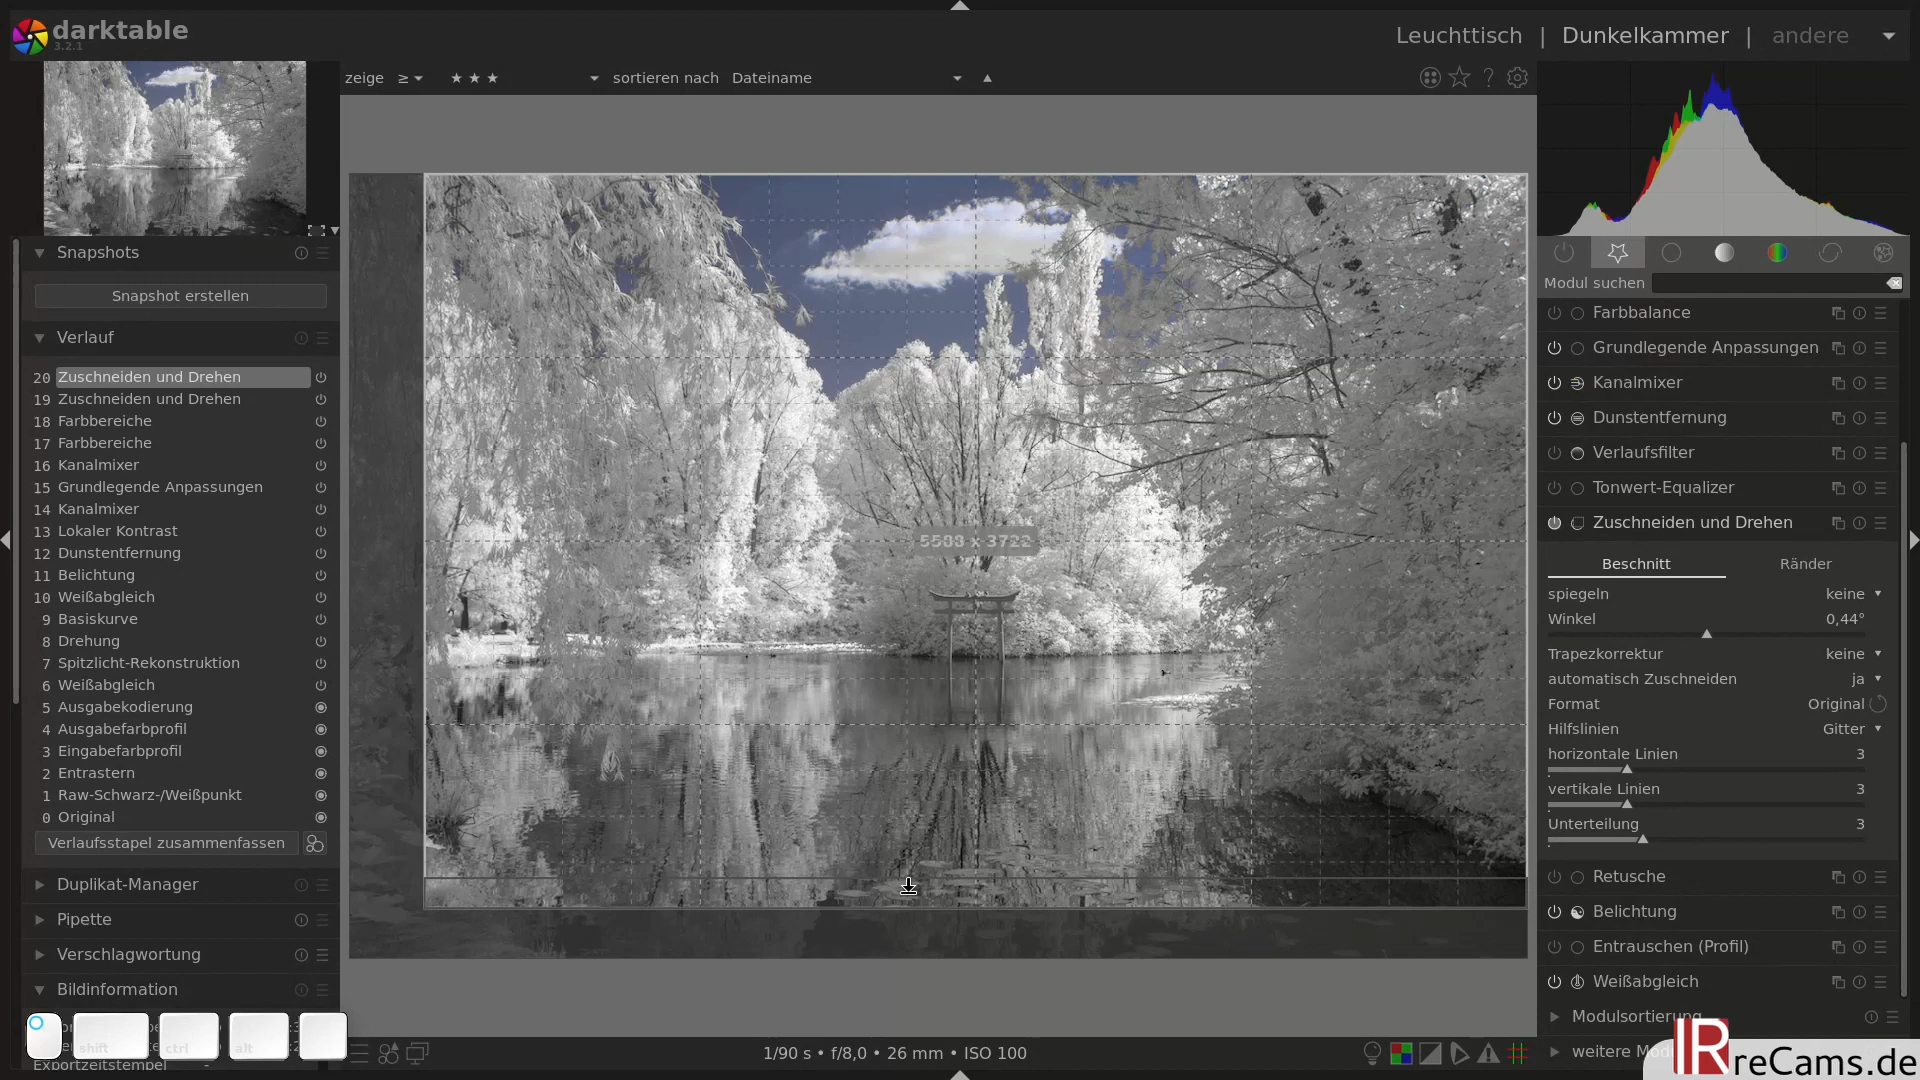 darktable
3.2.1
Leuchttisch | Dunkelkammer | andere
zeige ≥ ★ ★ ★ sortieren nach Dateiname
Snapshots
Snapshot erstellen
Verlauf
20 Zuschneiden und Drehen
19 Zuschneiden und Drehen
18 Farbbereiche
17 Farbbereiche
16 Kanalmixer
15 Grundlegende Anpassungen
14 Kanalmixer
13 Lokaler Kontrast
12 Dunstentfernung
11 Belichtung
10 Weißabgleich
9 Basiskurve
8 Drehung
7 Spitzlicht-Rekonstruktion
6 Weißabgleich
5 Ausgabekodierung
4 Ausgabefarbprofil
3 Eingabefarbprofil
2 Entrastern
1 Raw-Schwarz-/Weißpunkt
0 Original
Verlaufsstapel zusammenfassen
Duplikat-Manager
Pipette
Verschlagwortung
Bildinformation
shift ctrl alt
Exportzeitstempel -
5588 x 3722
1/90 s • f/8,0 • 26 mm • ISO 100
Modul suchen
Farbbalance
Grundlegende Anpassungen
Kanalmixer
Dunstentfernung
Verlaufsfilter
Tonwert-Equalizer
Zuschneiden und Drehen
Beschnitt Ränder
spiegeln keine
Winkel 0,44°
Trapezkorrektur keine
automatisch Zuschneiden ja
Format Original
Hilfslinien Gitter
horizontale Linien 3
vertikale Linien 3
Unterteilung 3
Retusche
Belichtung
Entrauschen (Profil)
Weißabgleich
Modulsortierung
weitere Mod
IRreCams.de